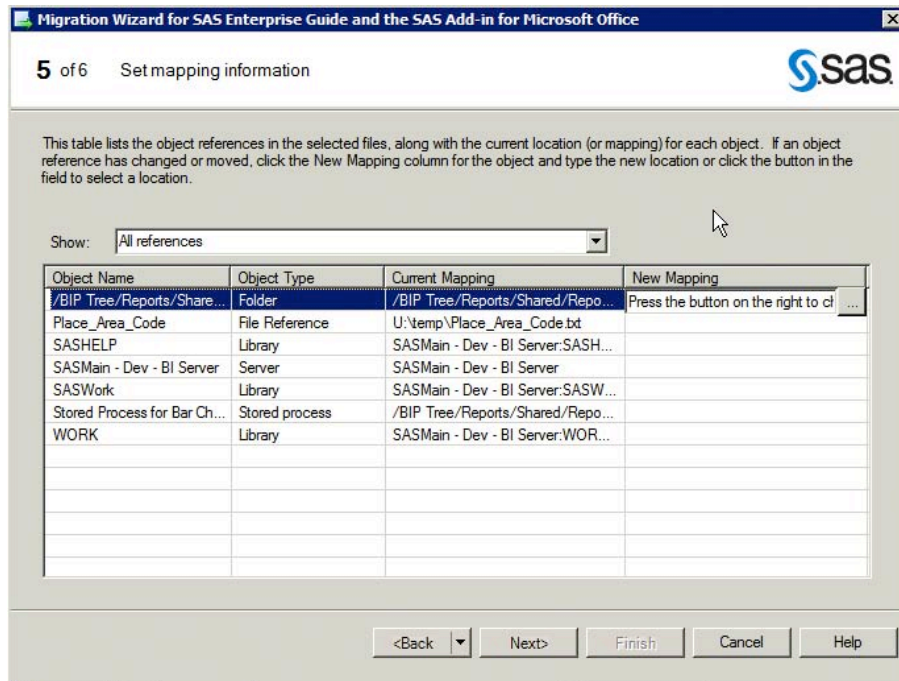 Migration Wizard for SAS Enterprise Guide and the SAS Add-in for Microsoft Office
5 of 6 Set mapping information
sas
This table lists the object references in the selected files, along with the current location (or mapping) for each object. If an object
reference has changed or moved, click the New Mapping column for the object and type the new location or click the button in the
field to select a location.
Show: All references
Object Name Object Type Current Mapping New Mapping
/BIP Tree/Reports/Share... Folder /BIP Tree/Reports/Shared/Repo... Press the button on the right to ch ...
Place_Area_Code File Reference U:\temp\Place_Area_Code.txt
SASHELP Library SASMain - Dev - BI Server:SASH...
SASMain - Dev - BI Server Server SASMain - Dev - BI Server
SASWork Library SASMain - Dev - BI Server:SASW...
Stored Process for Bar Ch... Stored process /BIP Tree/Reports/Shared/Repo...
WORK Library SASMain - Dev - BI Server:WOR...
<Back Next> Finish Cancel Help